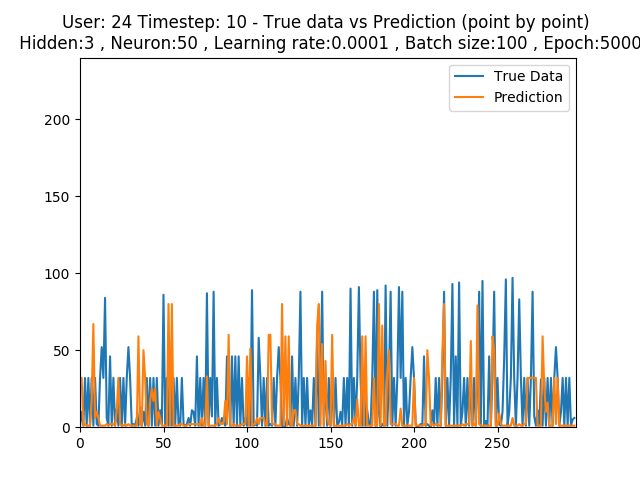 User: 24 Timestep: 10 - True data vs Prediction (point by point)
Hidden:3 , Neuron:50 , Learning rate:0.0001 , Batch size:100 , Epoch:5000
True Data
Prediction
200
150
100
50
0
0 50 100 150 200 250